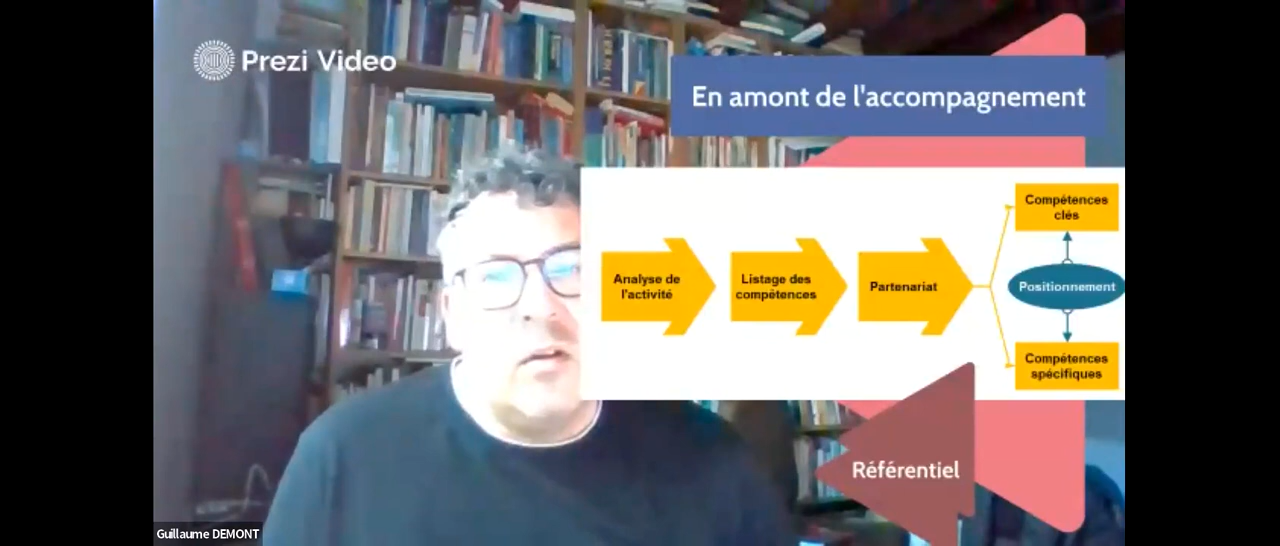 Prezi Video
En amont de l'accompagnement
Analyse de
l'activité
Listage des
compétences
Partenariat
Compétences
clés
Positionnement
Compétences
spécifiques
Référentiel
Guillaume DEMONT